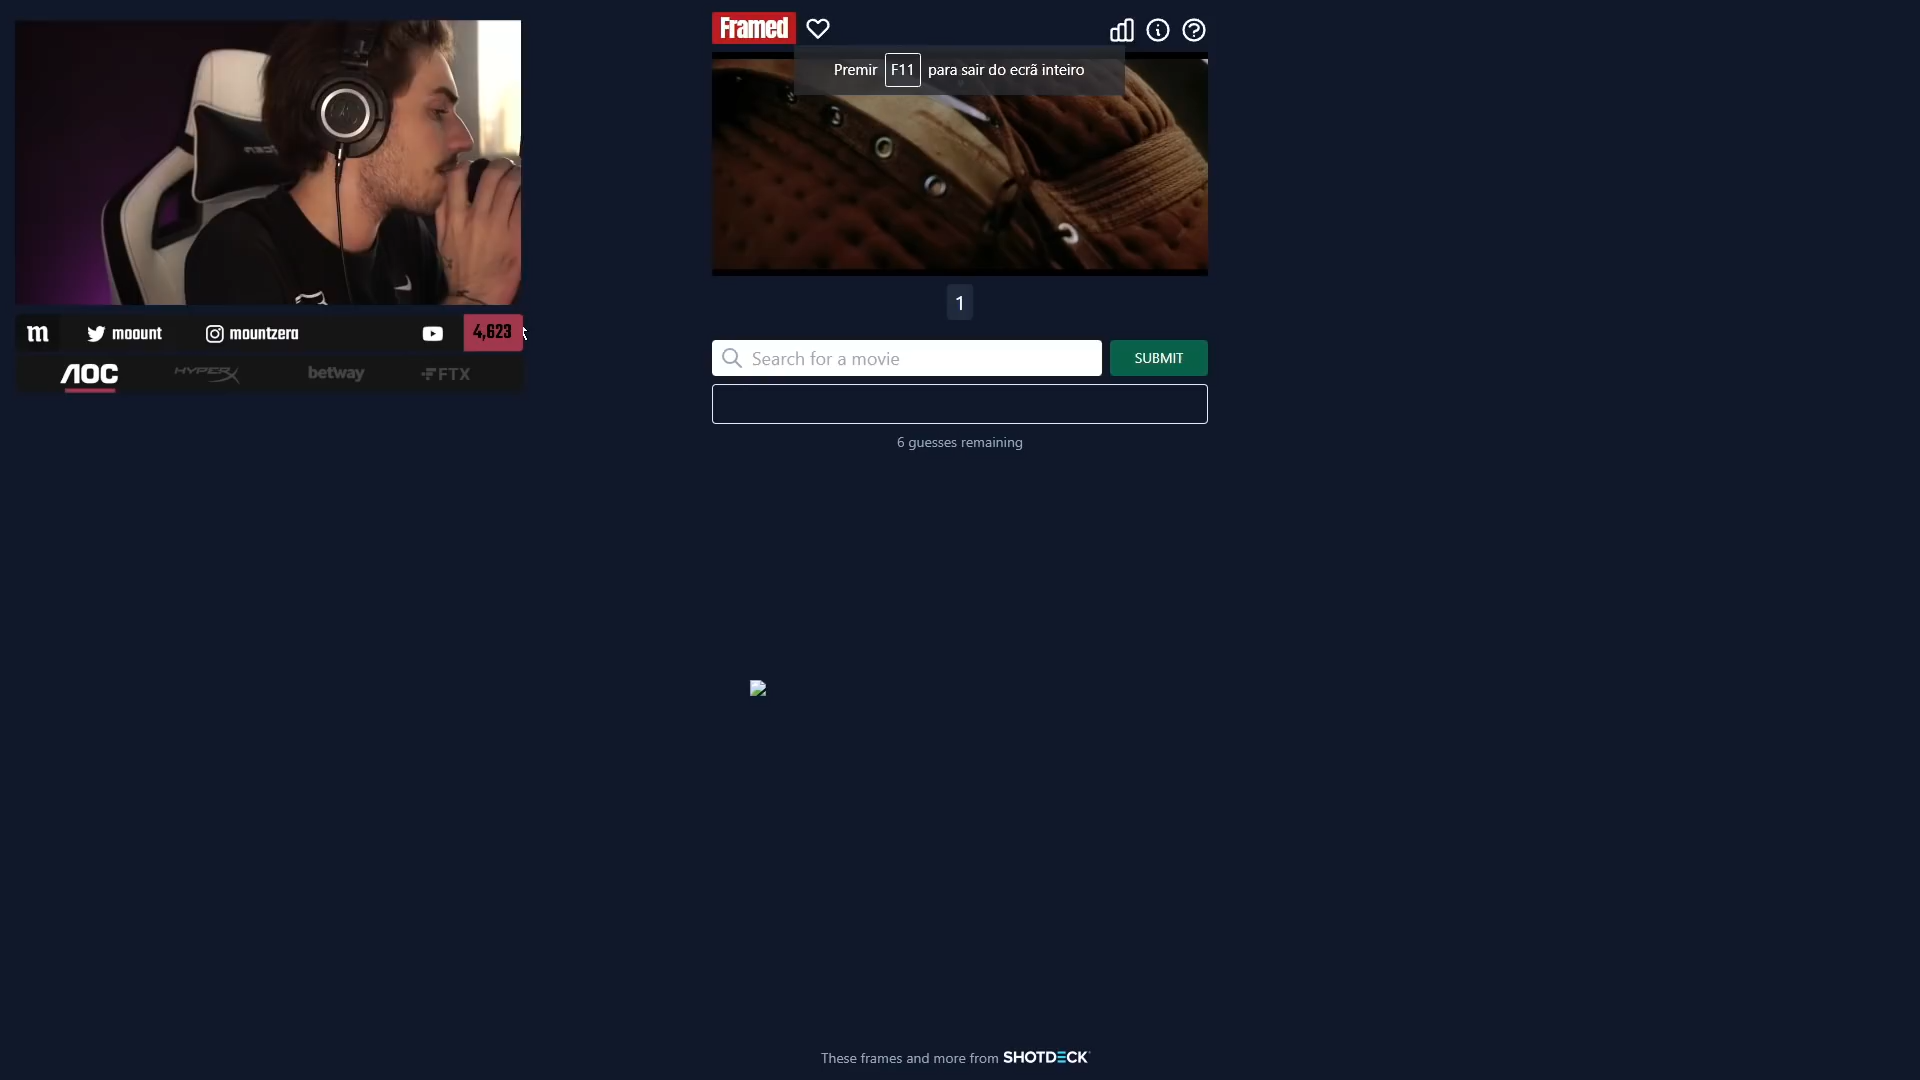 Framed
Premir F11 para sair do ecrã inteiro
1
m moount mountzera 4,623
AOC HYPERX betway FTX
Search for a movie SUBMIT
6 guesses remaining
These frames and more from SHOTDECK